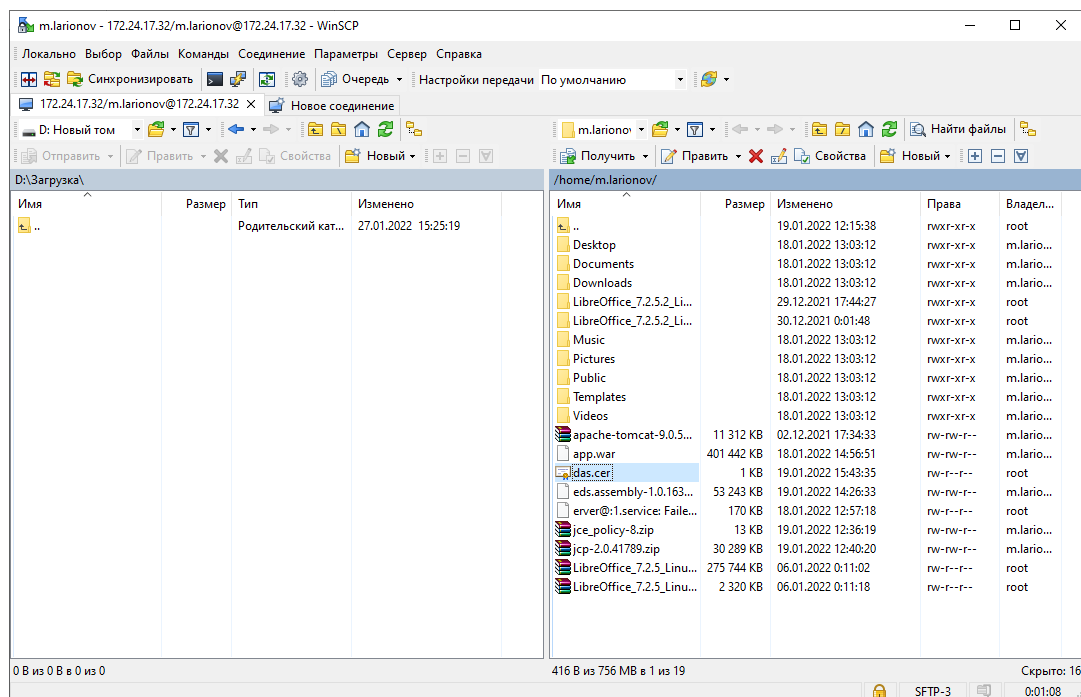 m.larionov - 172.24.17.32/m.larionov@172.24.17.32 - WinSCP
Локально Выбор Файлы Команды Соединение Параметры Сервер Справка
Синхронизировать Очередь Настройки передачи По умолчанию
172.24.17.32/m.larionov@172.24.17.32 Новое соединение
D: Новый том m.larionov Найти файлы
Отправить Править Свойства Новый Получить Править Свойства Новый
D:\Загрузка\ /home/m.larionov/
Имя Размер Тип Изменено Имя Размер Изменено Права Владел...
.. Родительский кат... 27.01.2022 15:25:19 .. 19.01.2022 12:15:38 rwxr-xr-x root
Desktop 18.01.2022 13:03:12 rwxr-xr-x m.lario...
Documents 18.01.2022 13:03:12 rwxr-xr-x m.lario...
Downloads 18.01.2022 13:03:12 rwxr-xr-x m.lario...
LibreOffice_7.2.5.2_Li... 29.12.2021 17:44:27 rwxr-xr-x root
LibreOffice_7.2.5.2_Li... 30.12.2021 0:01:48 rwxr-xr-x root
Music 18.01.2022 13:03:12 rwxr-xr-x m.lario...
Pictures 18.01.2022 13:03:12 rwxr-xr-x m.lario...
Public 18.01.2022 13:03:12 rwxr-xr-x m.lario...
Templates 18.01.2022 13:03:12 rwxr-xr-x m.lario...
Videos 18.01.2022 13:03:12 rwxr-xr-x m.lario...
apache-tomcat-9.0.5... 11 312 KB 02.12.2021 17:34:33 rw-rw-r-- m.lario...
app.war 401 442 KB 18.01.2022 14:56:51 rw-rw-r-- m.lario...
das.cer 1 KB 19.01.2022 15:43:35 rw-r--r-- root
eds.assembly-1.0.163... 53 243 KB 19.01.2022 14:26:33 rw-rw-r-- m.lario...
erver@:1.service: Faile... 170 KB 18.01.2022 12:57:18 rw-r--r-- root
jce_policy-8.zip 13 KB 19.01.2022 12:36:19 rw-rw-r-- m.lario...
jcp-2.0.41789.zip 30 289 KB 19.01.2022 12:40:20 rw-rw-r-- m.lario...
LibreOffice_7.2.5_Linu... 275 744 KB 06.01.2022 0:11:02 rw-r--r-- root
LibreOffice_7.2.5_Linu... 2 320 KB 06.01.2022 0:11:18 rw-r--r-- root
0 B из 0 B в 0 из 0 416 B из 756 MB в 1 из 19 Скрыто: 16
SFTP-3 0:01:08